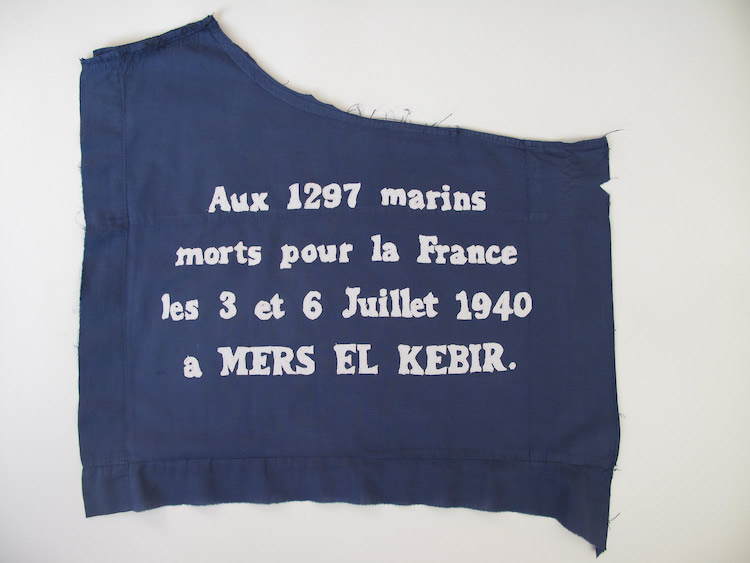 Aux 1297 marins
morts pour la France
les 3 et 6 Juillet 1940
a MERS EL KEBIR.